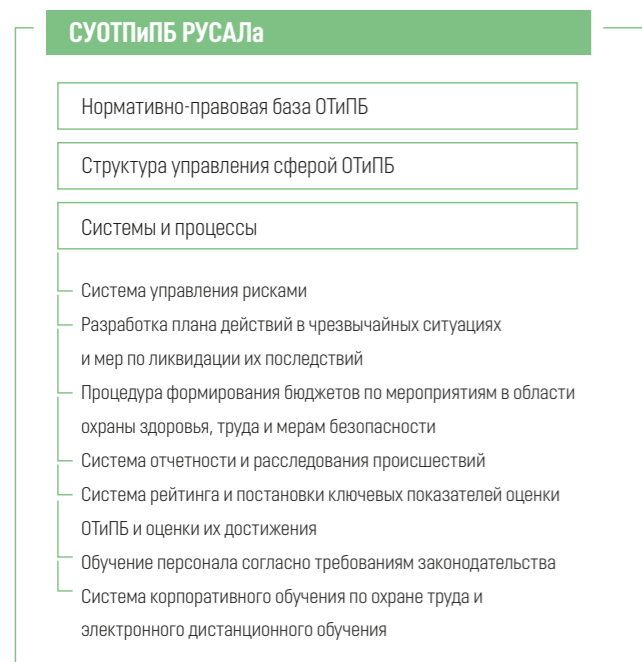 СУОТПиПБ РУСАЛа
Нормативно-правовая база ОТиПБ
Структура управления сферой ОТиПБ
Системы и процессы
Система управления рисками
Разработка плана действий в чрезвычайных ситуациях
и мер по ликвидации их последствий
Процедура формирования бюджетов по мероприятиям в области
охраны здоровья, труда и мерам безопасности
Система отчетности и расследования происшествий
Система рейтинга и постановки ключевых показателей оценки
ОТиПБ и оценки их достижения
Обучение персонала согласно требованиям законодательства
Система корпоративного обучения по охране труда и
электронного дистанционного обучения